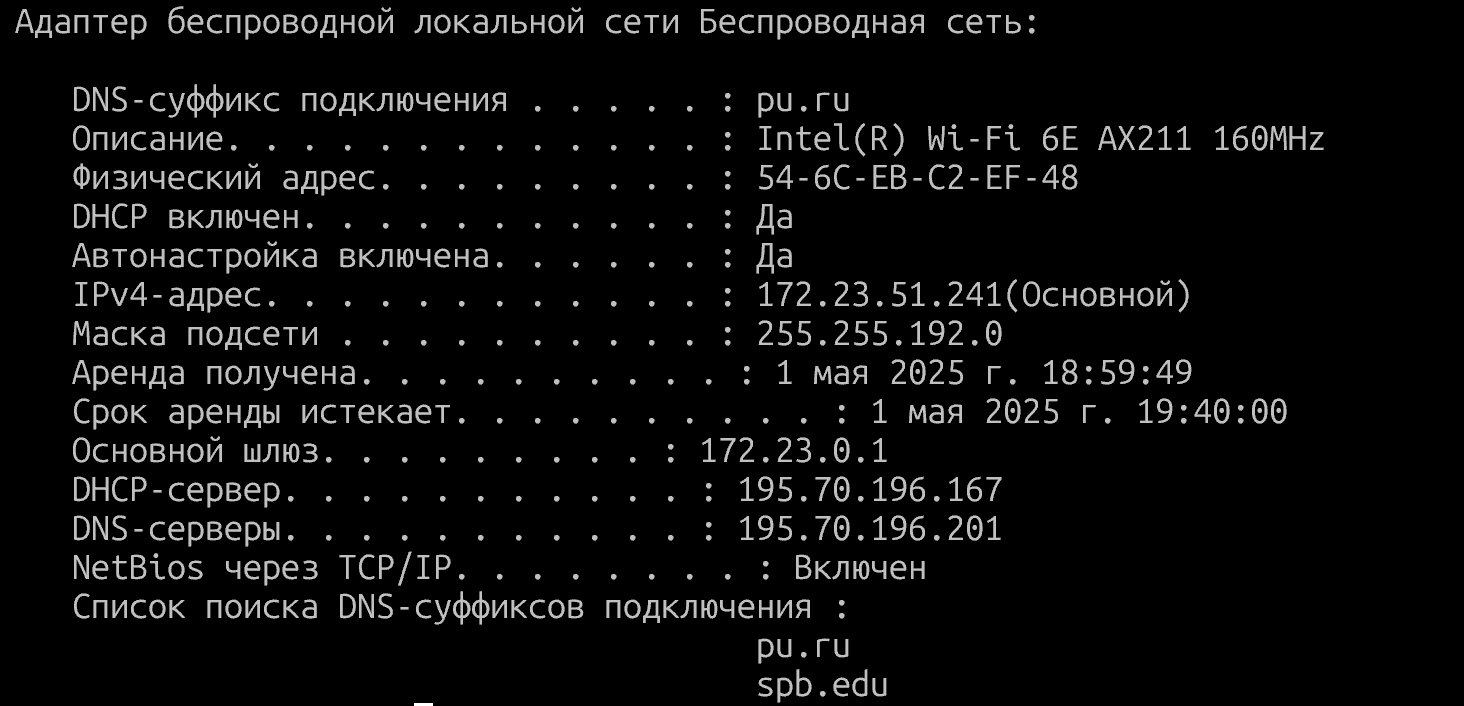 Адаптер беспроводной локальной сети Беспроводная сеть:
DNS-суффикс подключения . . . . . : pu.ru
Описание. . . . . . . . . . . . . : Intel(R) Wi-Fi 6E AX211 160MHz
Физический адрес. . . . . . . . . : 54-6C-EB-C2-EF-48
DHCP включен. . . . . . . . . . . : Да
Автонастройка включена. . . . . . : Да
IPv4-адрес. . . . . . . . . . . . : 172.23.51.241(Основной)
Маска подсети . . . . . . . . . . : 255.255.192.0
Аренда получена. . . . . . . . . . : 1 мая 2025 г. 18:59:49
Срок аренды истекает. . . . . . . . . . : 1 мая 2025 г. 19:40:00
Основной шлюз. . . . . . . . . : 172.23.0.1
DHCP-сервер. . . . . . . . . . . : 195.70.196.167
DNS-серверы. . . . . . . . . . . : 195.70.196.201
NetBios через TCP/IP. . . . . . . . : Включен
Список поиска DNS-суффиксов подключения :
pu.ru
spb.edu